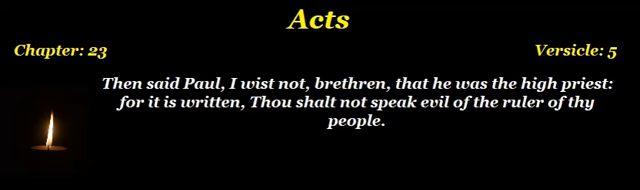 Acts
Chapter: 23
Versicle: 5
Then said Paul, I wist not, brethren, that he was the high priest:
for it is written, Thou shalt not speak evil of the ruler of thy
people.